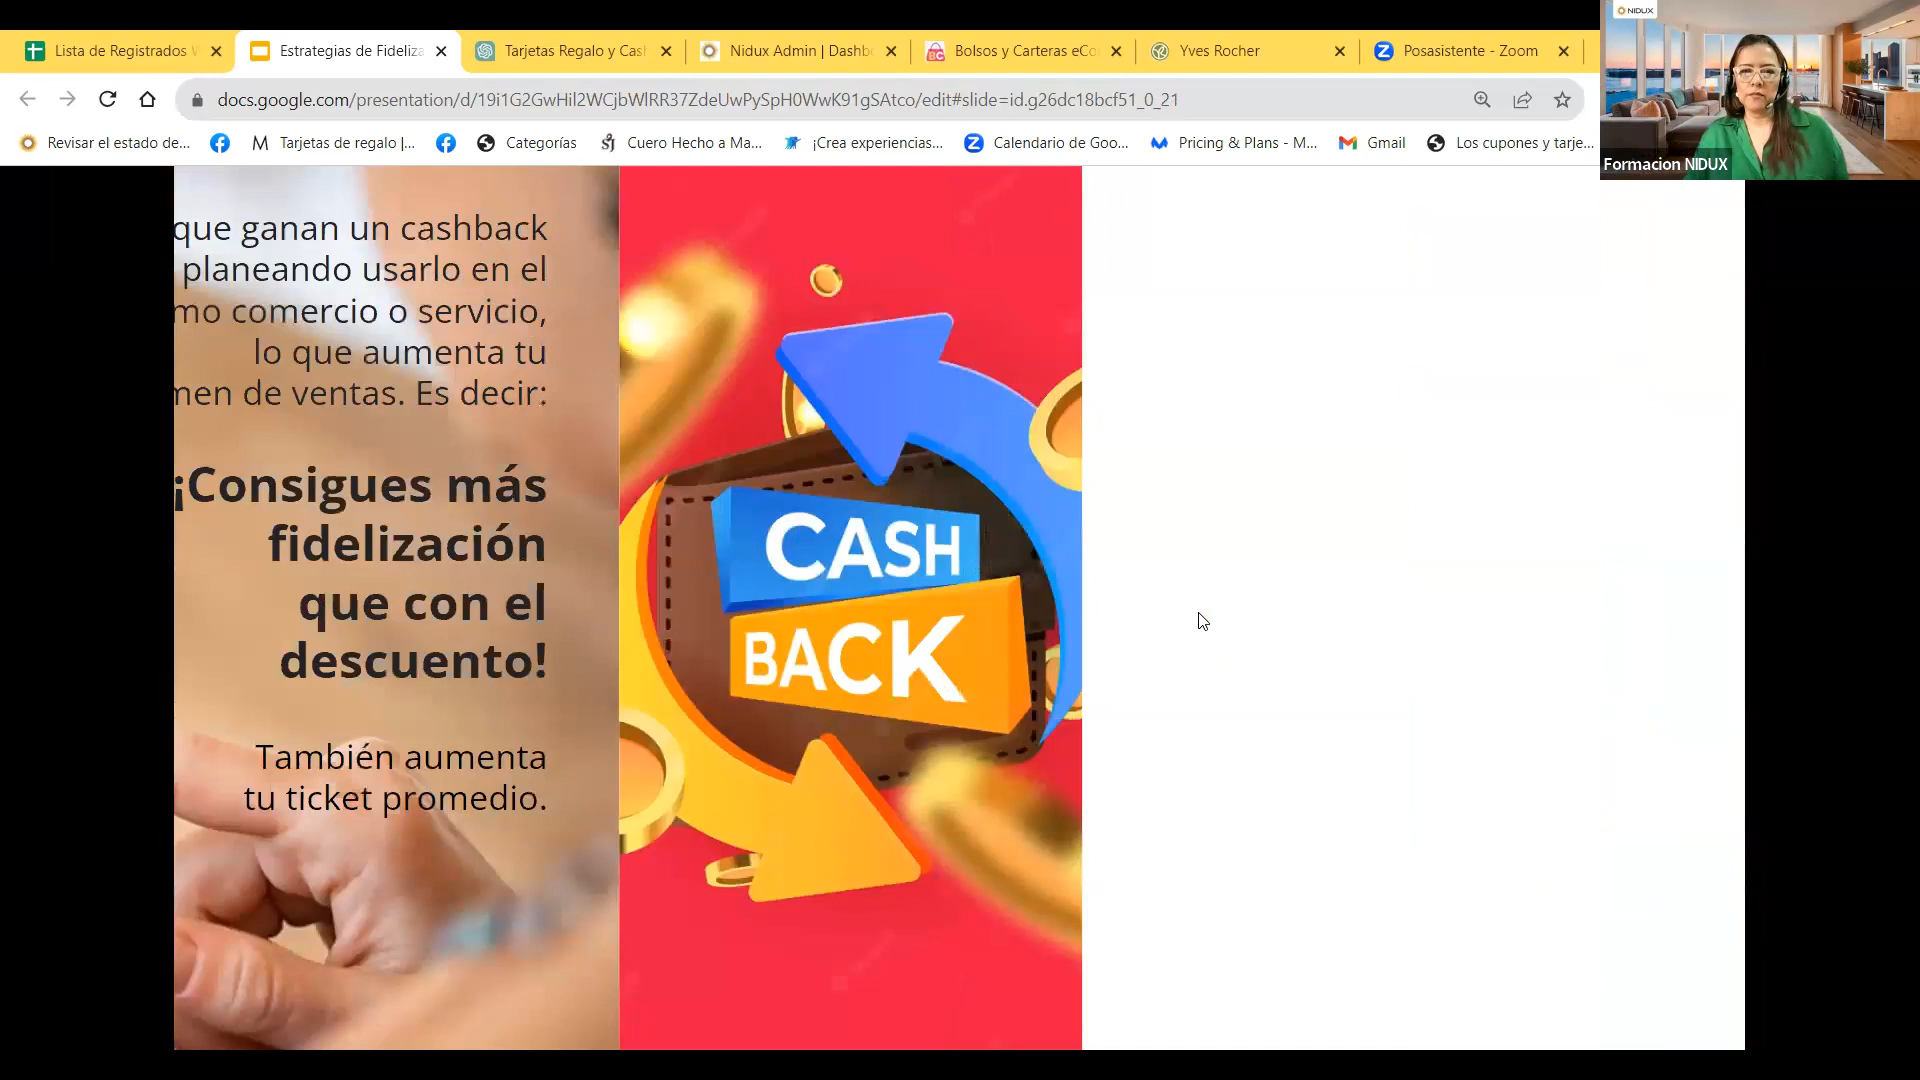 Lista de Registrados
Estrategias de Fideliza
Tarjetas Regalo y Cas
Nidux Admin | Dashb
Bolsos y Carteras eCo
Yves Rocher
Posasistente - Zoom
NIDUX
docs.google.com/presentation/d/19i1G2GwHil2WCjbWlRR37ZdeUwPySpH0WwK91gSAtco/edit#slide=id.g26dc18bcf51_0_21
Revisar el estado de...
Tarjetas de regalo |...
Categorías
Cuero Hecho a Ma...
¡Crea experiencias...
Calendario de Goo...
Pricing & Plans - M...
Gmail
Los cupones y tarje...
Formacion NIDUX
que ganan un cashback
planeando usarlo en el
mo comercio o servicio,
lo que aumenta tu
men de ventas. Es decir:
¡Consigues más
fidelización
que con el
descuento!
También aumenta
tu ticket promedio.
CASH
BACK